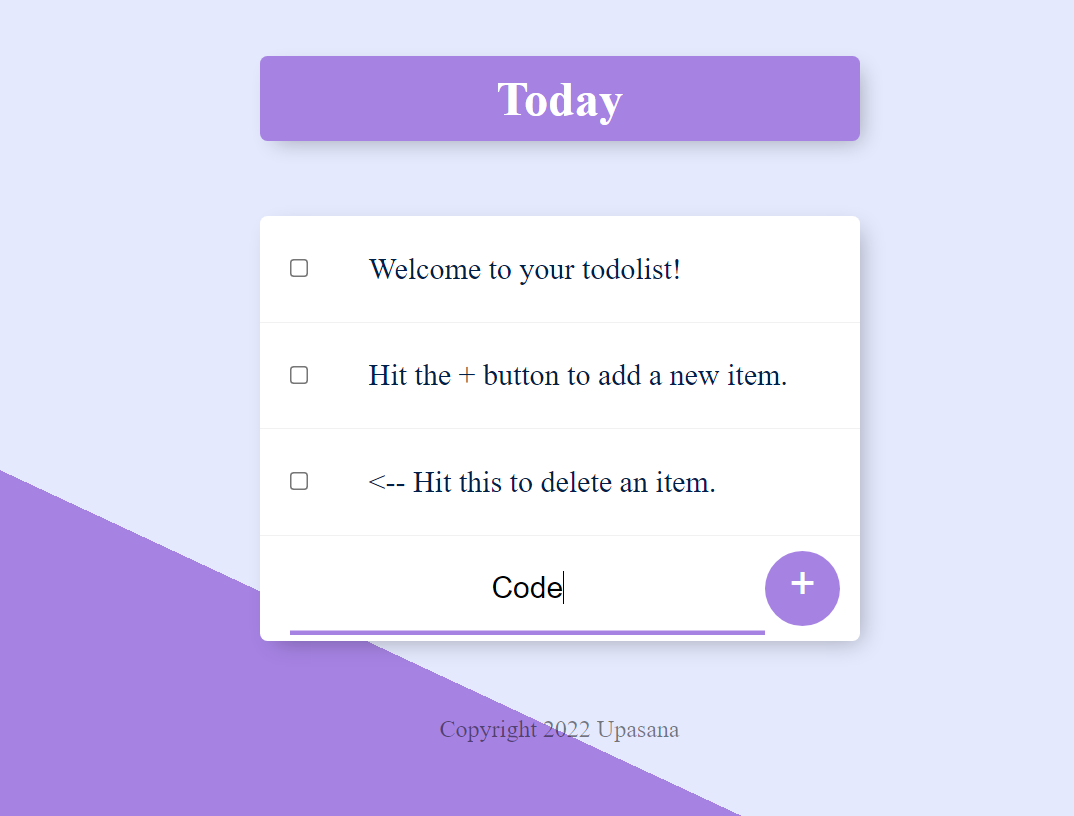 Today
Welcome to your todolist!
Hit the + button to add a new item.
<-- Hit this to delete an item.
Code
+
Copyright 2022 Upasana